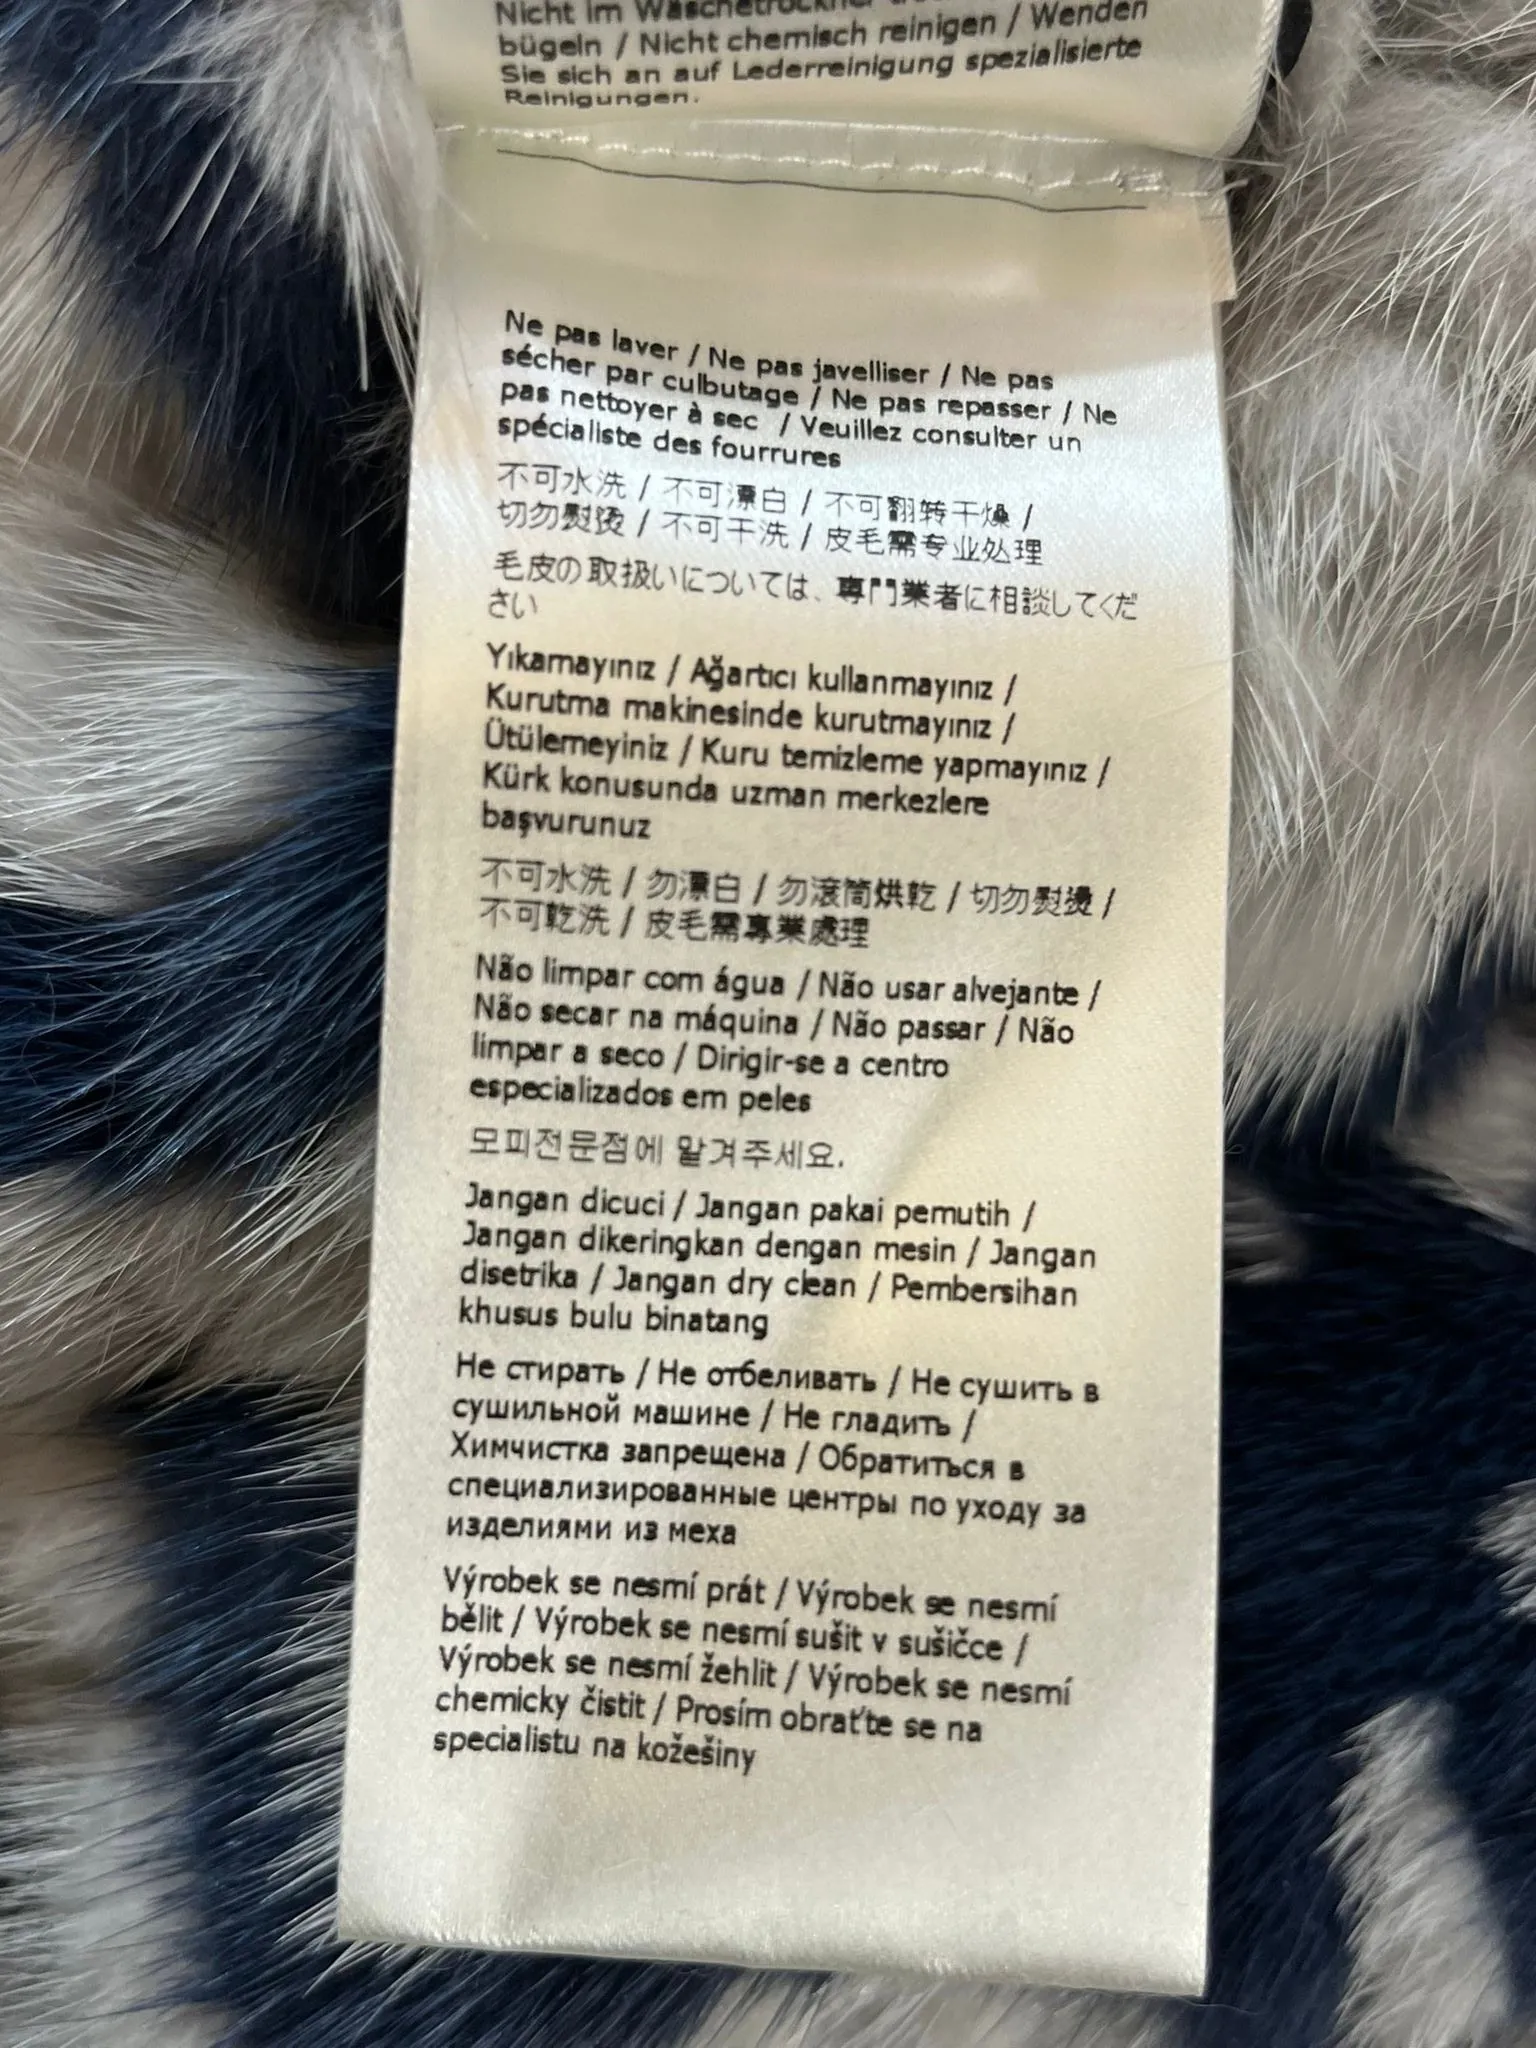 Nicht im Wäschetrockner
bügeln / Nicht chemisch reinigen / Wenden
Sie sich an auf Lederreinigung spezialisierte
Reinigungen.
Ne pas laver / Ne pas javelliser / Ne pas
sécher par culbutage / Ne pas repasser / Ne
pas nettoyer à sec / Veuillez consulter un
spécialiste des fourrures
不可水洗 / 不可漂白 / 不可翻转干燥 /
切勿熨烫 / 不可干洗 / 皮毛需专业处理
毛皮の取扱いについては、専門業者に相談してくだ
さい
Yıkamayınız / Ağartıcı kullanmayınız /
Kurutma makinesinde kurutmayınız /
Ütülemeyiniz / Kuru temizleme yapmayınız /
Kürk konusunda uzman merkezlere
başvurunuz
不可水洗 / 勿漂白 / 勿滾筒烘乾 / 切勿熨燙 /
不可乾洗 / 皮毛需專業處理
Não limpar com água / Não usar alvejante /
Não secar na máquina / Não passar / Não
limpar a seco / Dirigir-se a centro
especializados em peles
모피전문점에 맡겨주세요.
Jangan dicuci / Jangan pakai pemutih /
Jangan dikeringkan dengan mesin / Jangan
disetrika / Jangan dry clean / Pembersihan
khusus bulu binatang
Не стирать / Не отбеливать / Не сушить в
сушильной машине / Не гладить /
Химчистка запрещена / Обратиться в
специализированные центры по уходу за
изделиями из меха
Výrobek se nesmí prát / Výrobek se nesmí
bělit / Výrobek se nesmí sušit v sušičce /
Výrobek se nesmí žehlit / Výrobek se nesmí
chemicky čistit / Prosím obraťte se na
specialistu na kožešiny